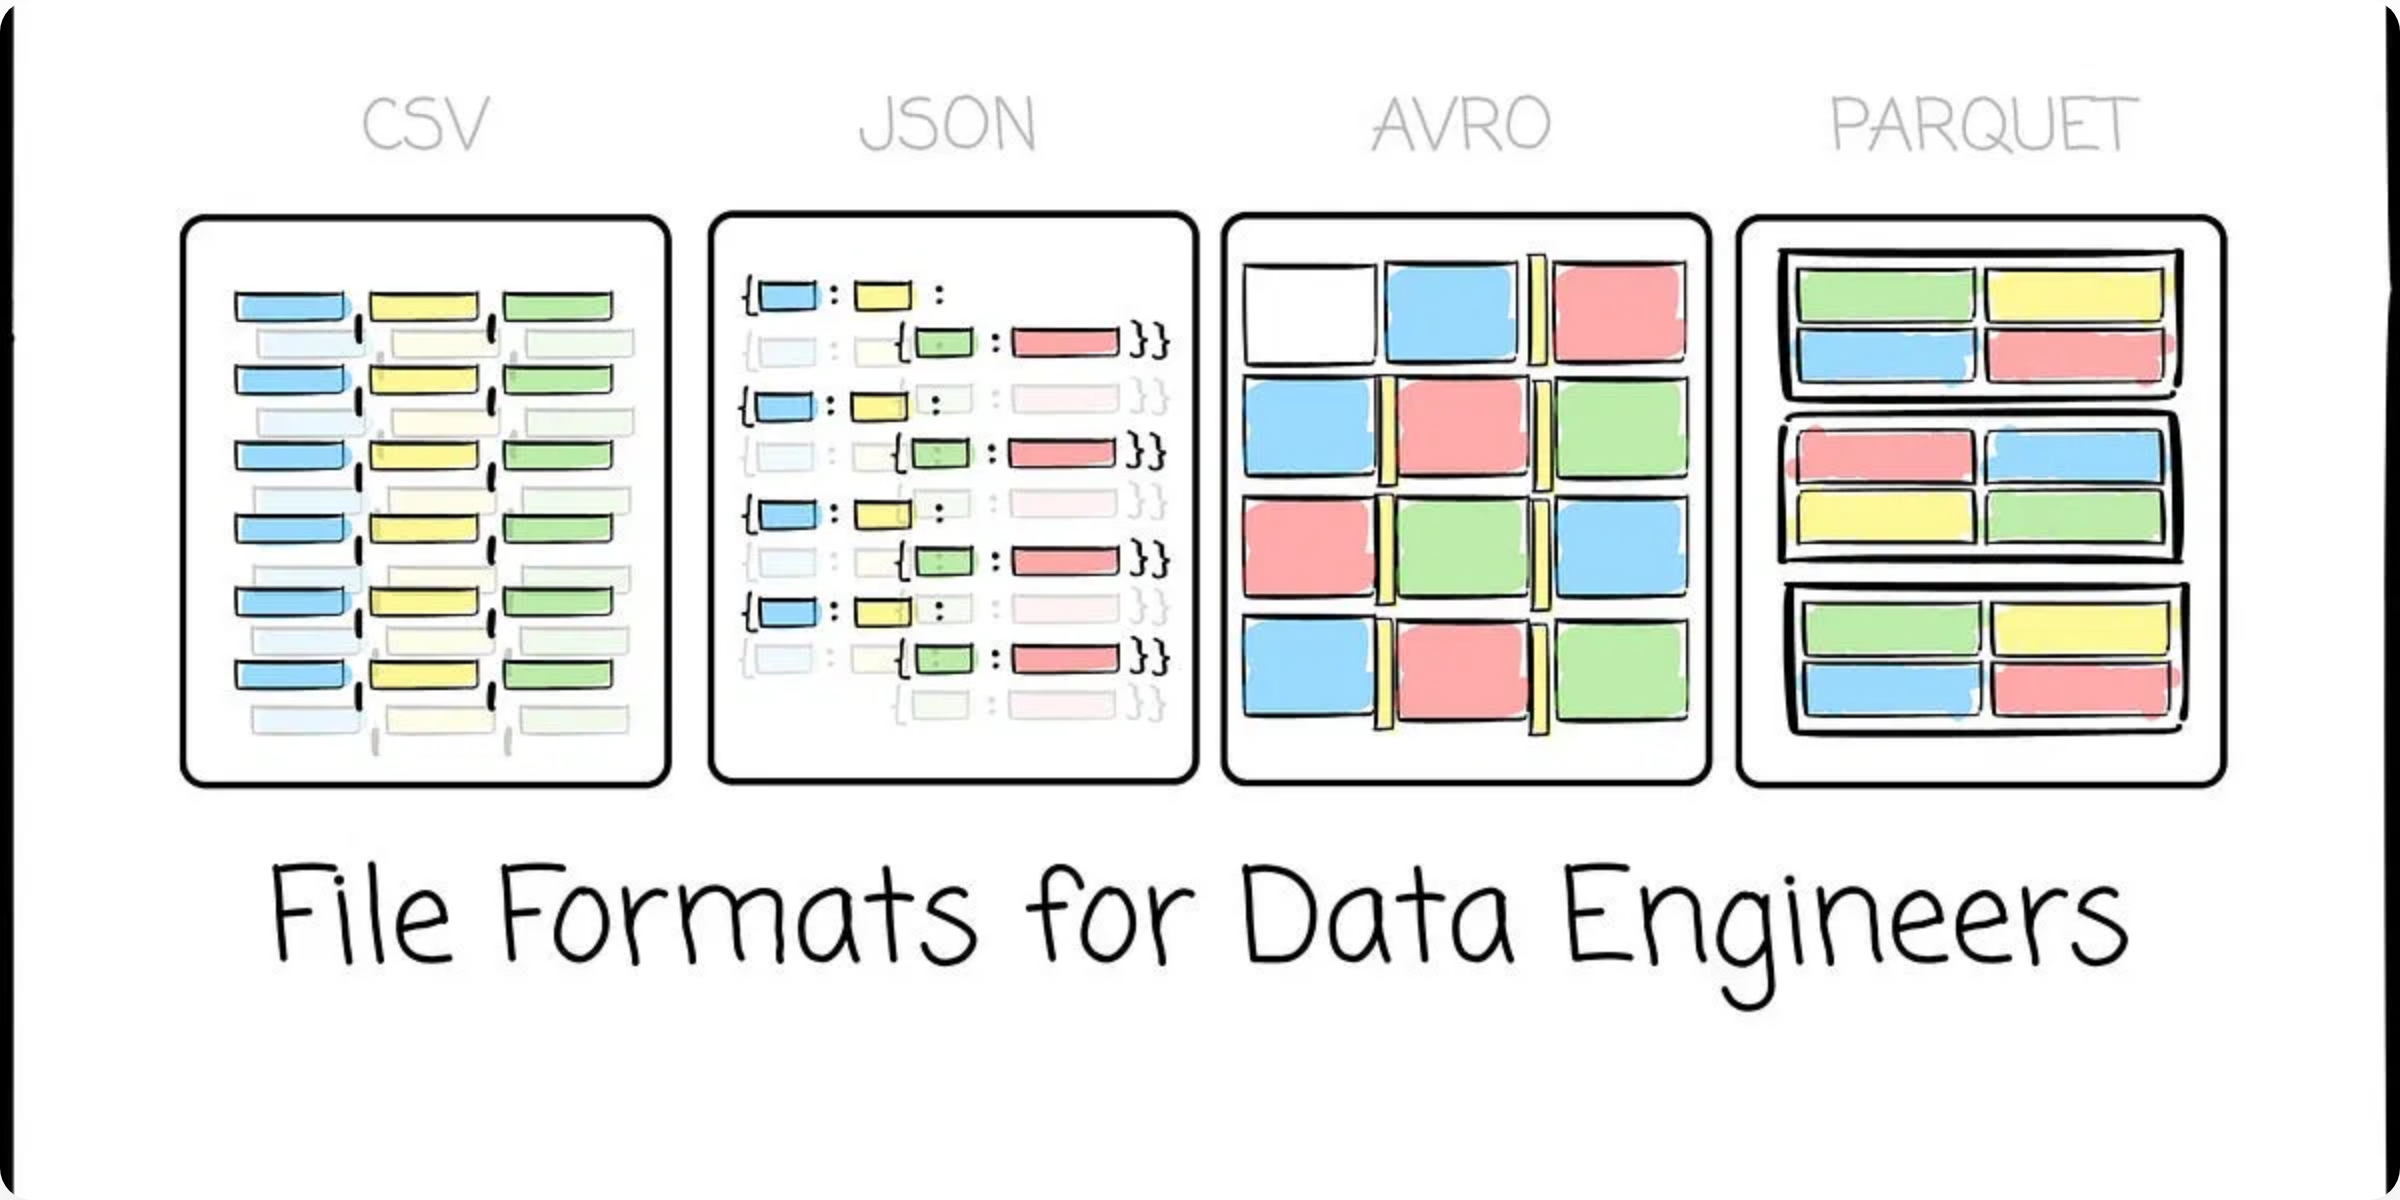 CSV JSON AVRO PARQUET
{ : :
{ : }}
{ : :
{ : }}
{ : :
{ : }}
{ : :
{ : }}
File Formats for Data Engineers